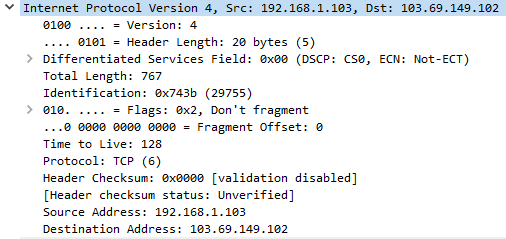 Internet Protocol Version 4, Src: 192.168.1.103, Dst: 103.69.149.102
0100 .... = Version: 4
.... 0101 = Header Length: 20 bytes (5)
Differentiated Services Field: 0x00 (DSCP: CS0, ECN: Not-ECT)
Total Length: 767
Identification: 0x743b (29755)
010. .... = Flags: 0x2, Don't fragment
...0 0000 0000 0000 = Fragment Offset: 0
Time to Live: 128
Protocol: TCP (6)
Header Checksum: 0x0000 [validation disabled]
[Header checksum status: Unverified]
Source Address: 192.168.1.103
Destination Address: 103.69.149.102